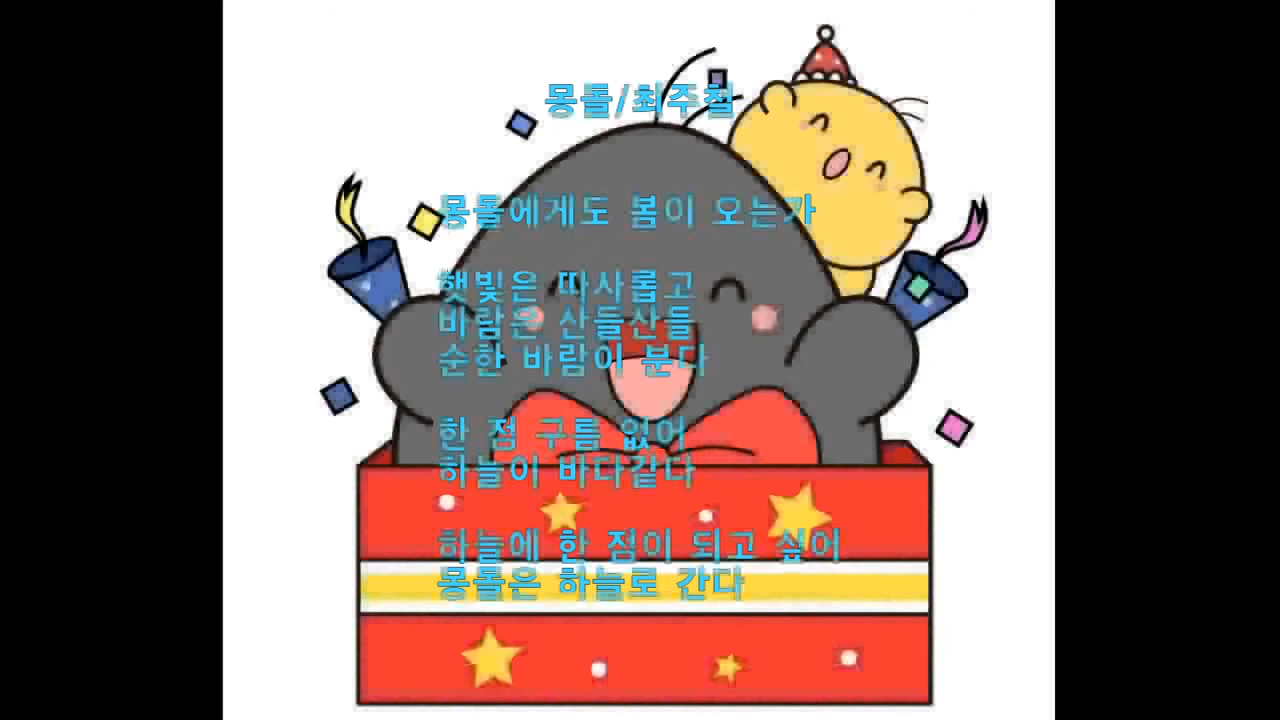 몽돌/최주철
몽돌에게도 봄이 오는가
햇빛은 따사롭고
바람은 산들산들
순한 바람이 분다
한 점 구름 없어
하늘이 바다같다
하늘에 한 점이 되고 싶어
몽돌은 하늘로 간다